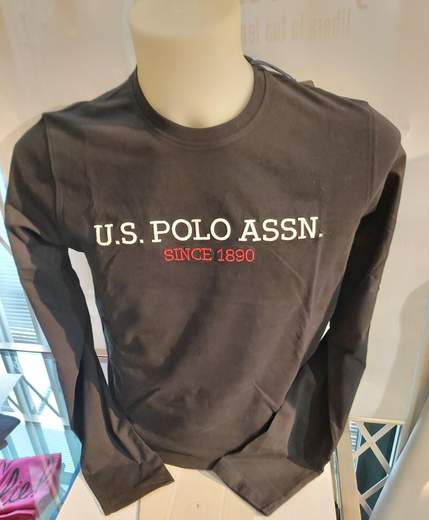 U.S. POLO ASSN.
SINCE 1890